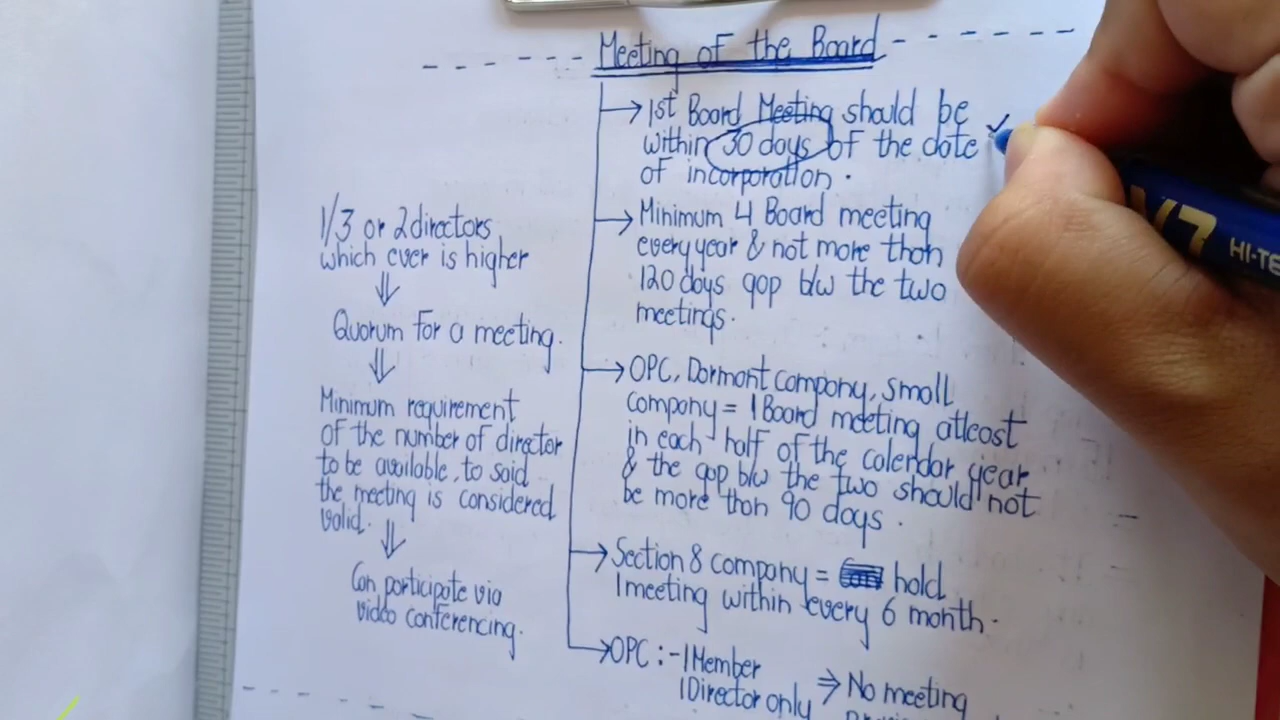 Meeting of the Board
1st Board Meeting should be
within 30 days of the date
of incorporation.
Minimum 4 Board meeting
every year & not more than
120 days gap b/w the two
meetings.
OPC, Dormant company, small
company = 1 Board meeting atleast
in each half of the calendar year
& the gap b/w the two should not
be more than 90 days.
Section 8 company = hold
1 meeting within every 6 month.
OPC :- 1 Member
1 Director only ⇒ No meeting
1/3 or 2 directors
which ever is higher
Quorum for a meeting.
Minimum requirement
of the number of director
to be available, to said
the meeting is considered
valid.
Can participate via
video conferencing.
V7
HI-TE